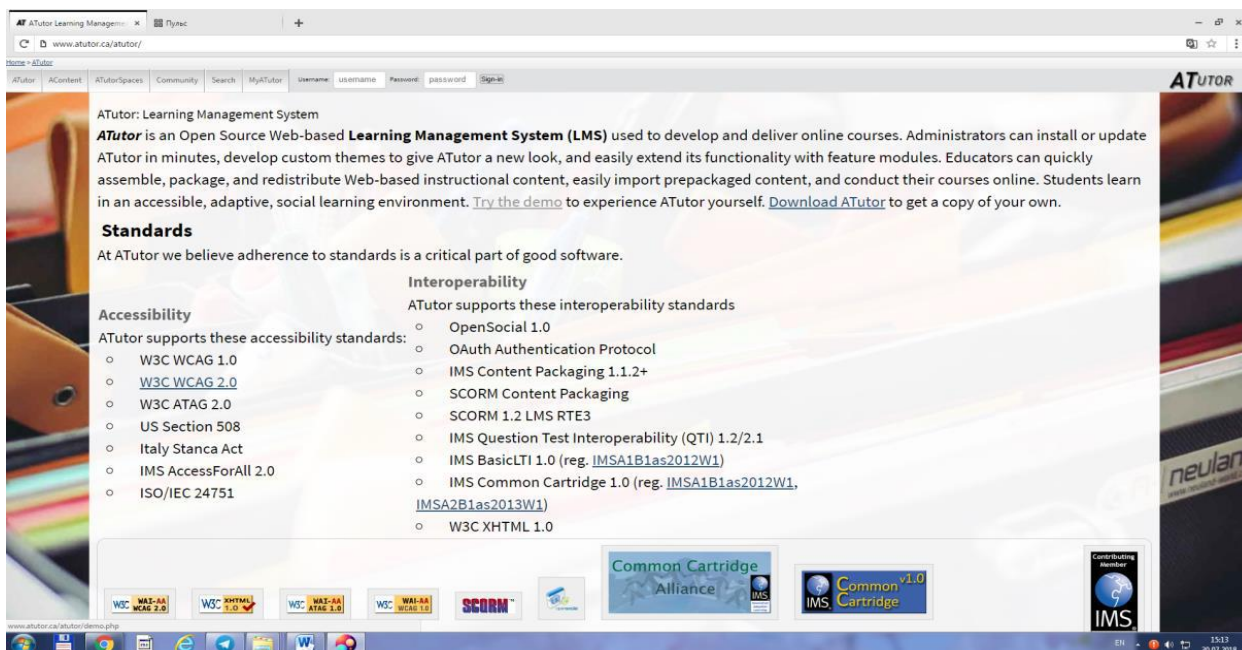 ATutor Learning Managemen
Пульс
www.atutor.ca/atutor/
Home > ATutor
ATutor AContent ATutorSpaces Community Search MyATutor Username: username Password: password Sign-in
ATUTOR
ATutor: Learning Management System
ATutor is an Open Source Web-based Learning Management System (LMS) used to develop and deliver online courses. Administrators can install or update
ATutor in minutes, develop custom themes to give ATutor a new look, and easily extend its functionality with feature modules. Educators can quickly
assemble, package, and redistribute Web-based instructional content, easily import prepackaged content, and conduct their courses online. Students learn
in an accessible, adaptive, social learning environment. Try the demo to experience ATutor yourself. Download ATutor to get a copy of your own.
Standards
At ATutor we believe adherence to standards is a critical part of good software.
Accessibility
ATutor supports these accessibility standards:
W3C WCAG 1.0
W3C WCAG 2.0
W3C ATAG 2.0
US Section 508
Italy Stanca Act
IMS AccessForAll 2.0
ISO/IEC 24751
Interoperability
ATutor supports these interoperability standards
OpenSocial 1.0
OAuth Authentication Protocol
IMS Content Packaging 1.1.2+
SCORM Content Packaging
SCORM 1.2 LMS RTE3
IMS Question Test Interoperability (QTI) 1.2/2.1
IMS BasicLTI 1.0 (reg. IMSA1B1as2012W1)
IMS Common Cartridge 1.0 (reg. IMSA1B1as2012W1,
IMSA2B1as2013W1)
W3C XHTML 1.0
neulan
W3C WAI-AA WCAG 2.0
W3C XHTML 1.0
W3C WAI-AA ATAG 1.0
W3C WAI-AA WCAG 1.0
SCORM
Common Cartridge
Alliance
IMS
IMS Common Cartridge v1.0
Contributing
Member
IMS
www.atutor.ca/atutor/demo.php
EN
15:13
20.03.2018